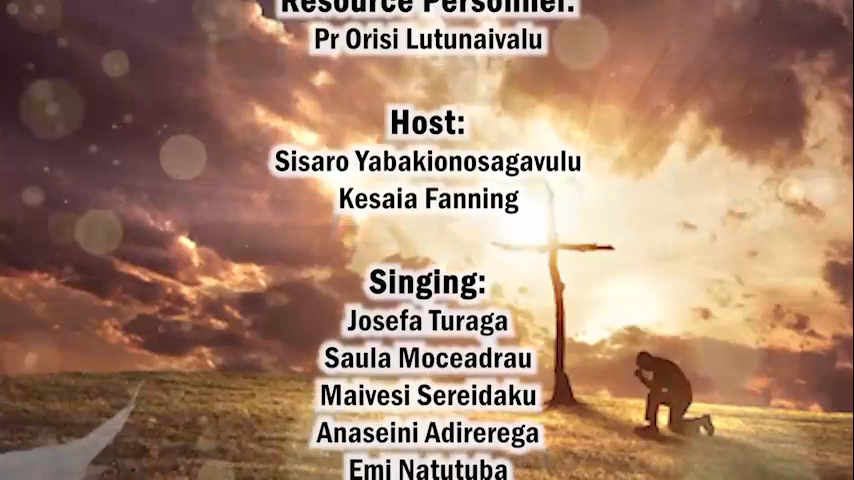 Resource Personnel:
Pr Orisi Lutunaivalu
Host:
Sisaro Yabakionosagavulu
Kesaia Fanning
Singing:
Josefa Turaga
Saula Moceadrau
Maivesi Sereidaku
Anaseini Adirerega
Emi Natutuba